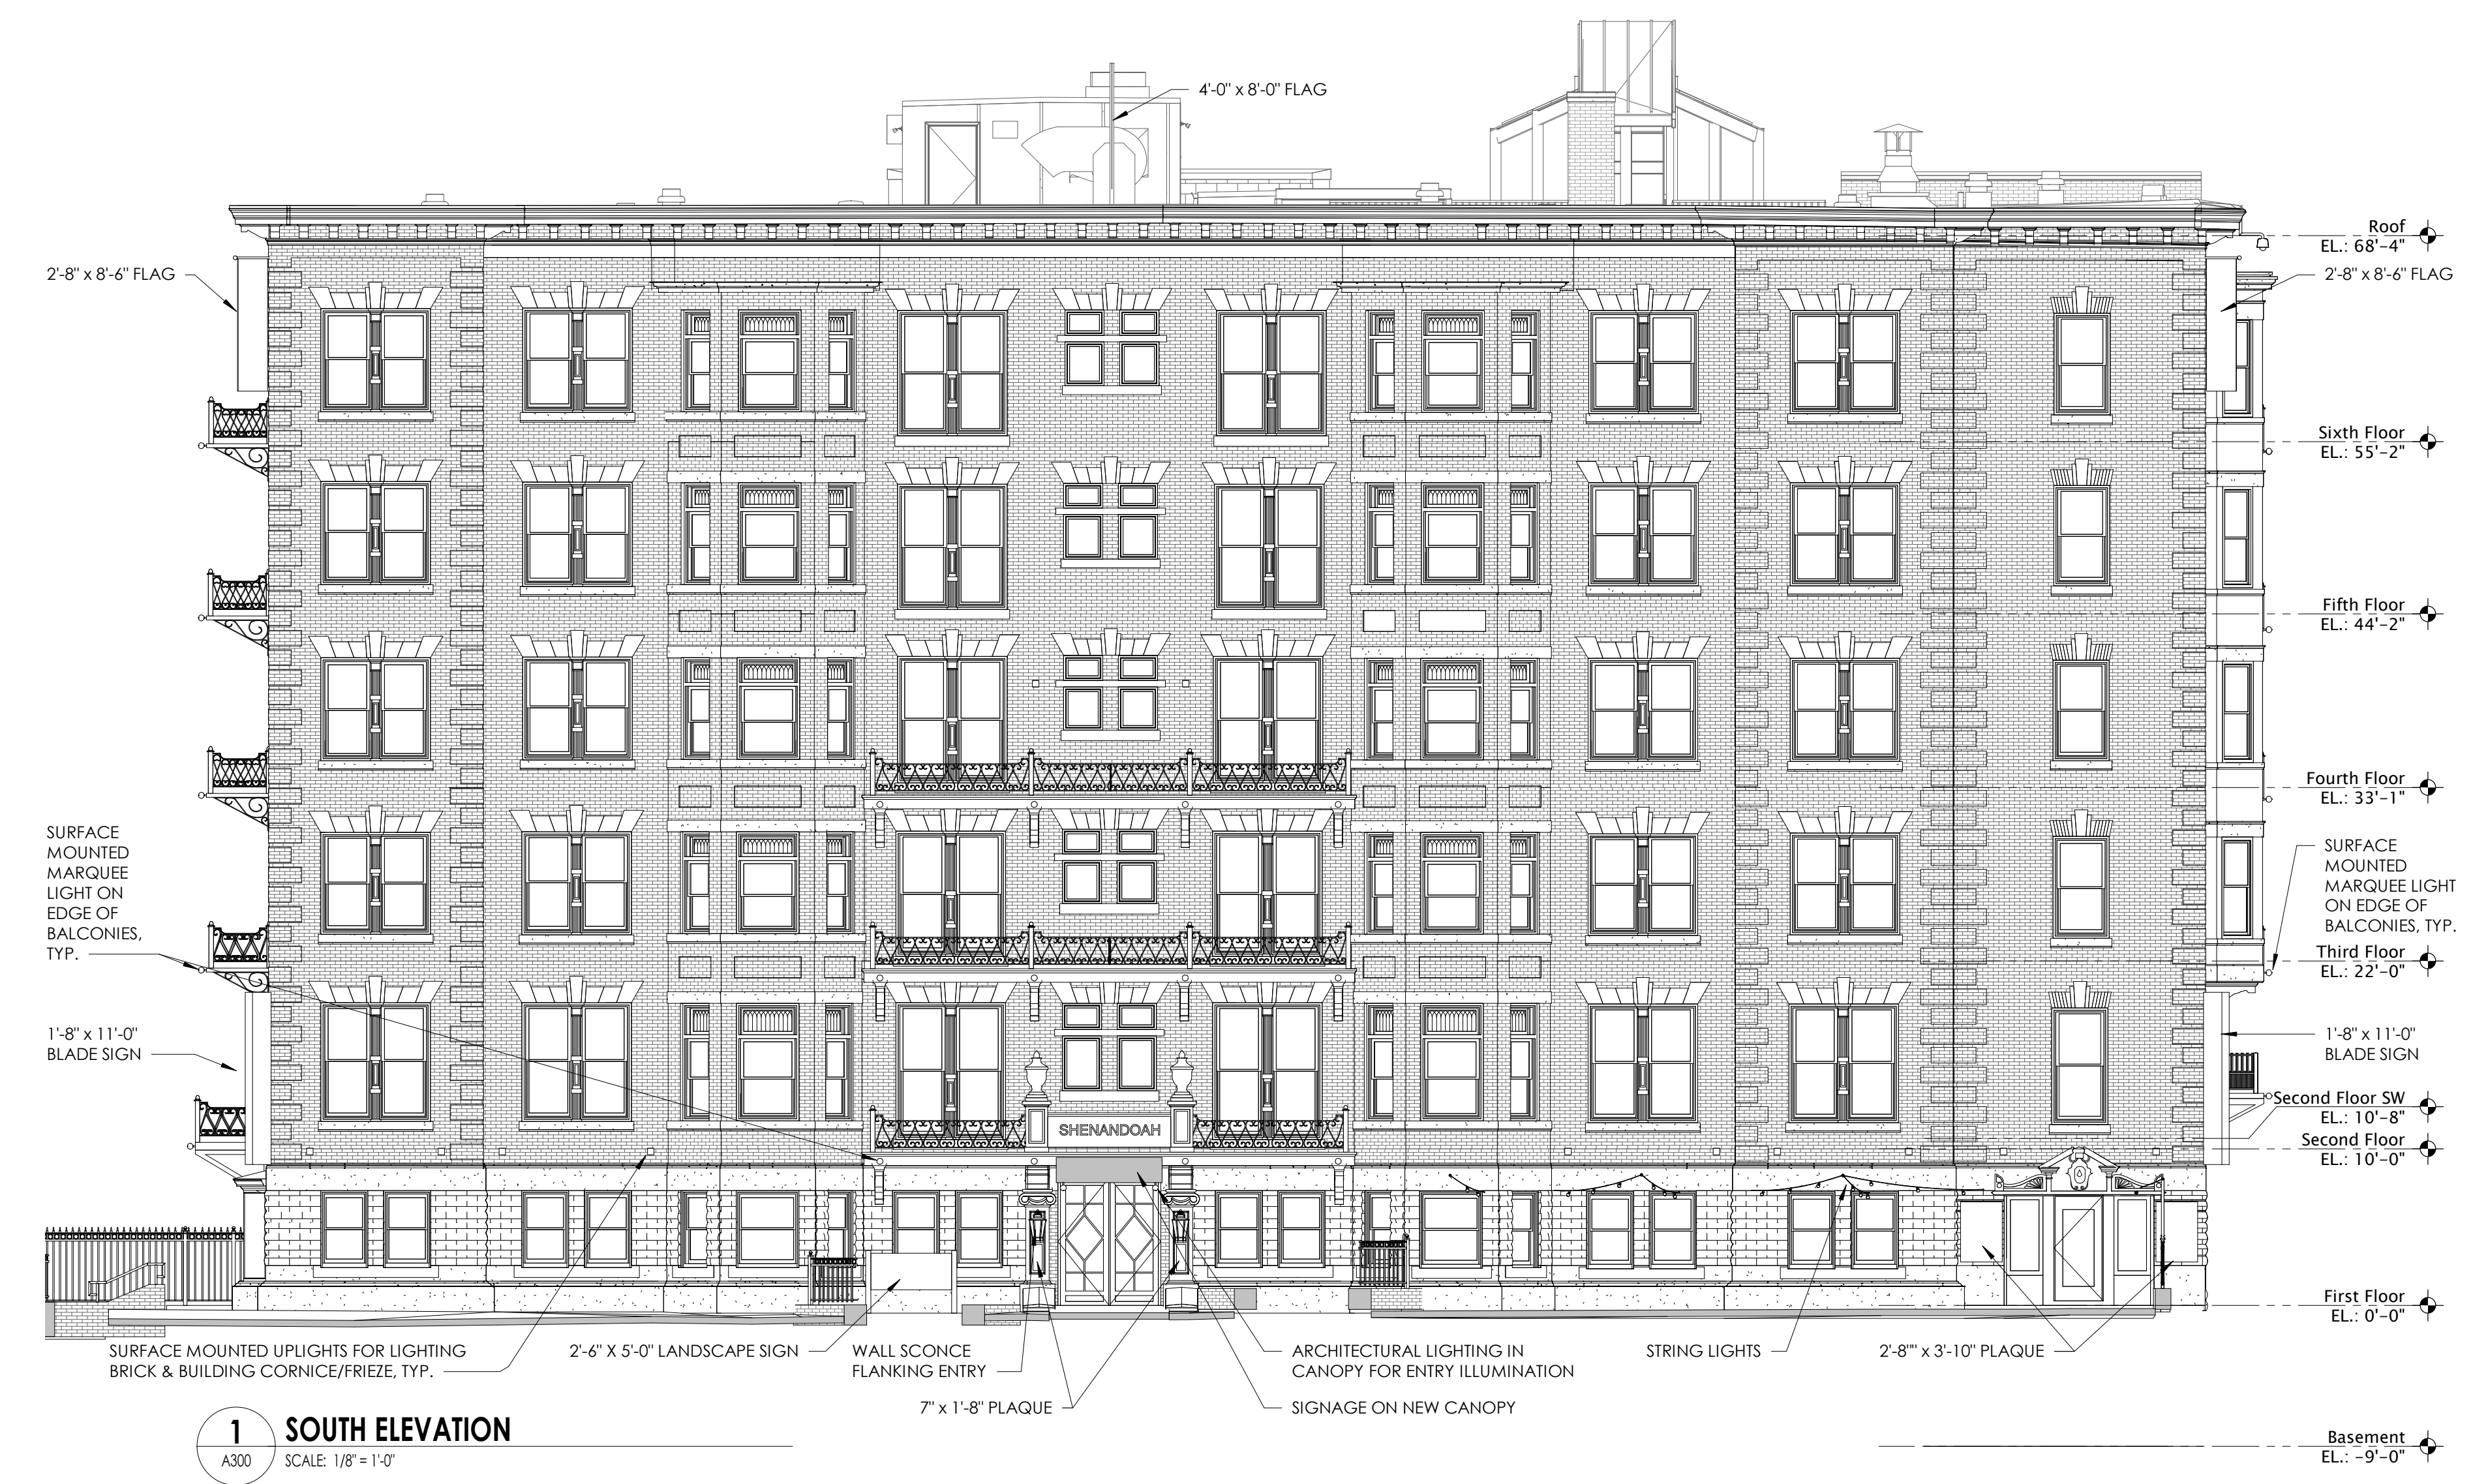 4'-0" x 8'-0" FLAG
Roof
EL.: 68'-4"
2'-8" x 8'-6" FLAG
2'-8" x 8'-6" FLAG
Sixth Floor
EL.: 55'-2"
Fifth Floor
EL.: 44'-2"
Fourth Floor
EL.: 33'-1"
SURFACE
MOUNTED
MARQUEE
LIGHT ON
EDGE OF
BALCONIES,
TYP.
SURFACE
MOUNTED
MARQUEE LIGHT
ON EDGE OF
BALCONIES, TYP.
Third Floor
EL.: 22'-0"
1'-8" x 11'-0"
BLADE SIGN
1'-8" x 11'-0"
BLADE SIGN
Second Floor SW
EL.: 10'-8"
SHENANDOAH
Second Floor
EL.: 10'-0"
First Floor
EL.: 0'-0"
SURFACE MOUNTED UPLIGHTS FOR LIGHTING
BRICK & BUILDING CORNICE/FRIEZE, TYP.
2'-6" X 5'-0" LANDSCAPE SIGN
WALL SCONCE
FLANKING ENTRY
ARCHITECTURAL LIGHTING IN
CANOPY FOR ENTRY ILLUMINATION
STRING LIGHTS
2'-8"" x 3'-10" PLAQUE
7" x 1'-8" PLAQUE
SIGNAGE ON NEW CANOPY
1
A300
SOUTH ELEVATION
SCALE: 1/8" = 1'-0"
Basement
EL.: -9'-0"